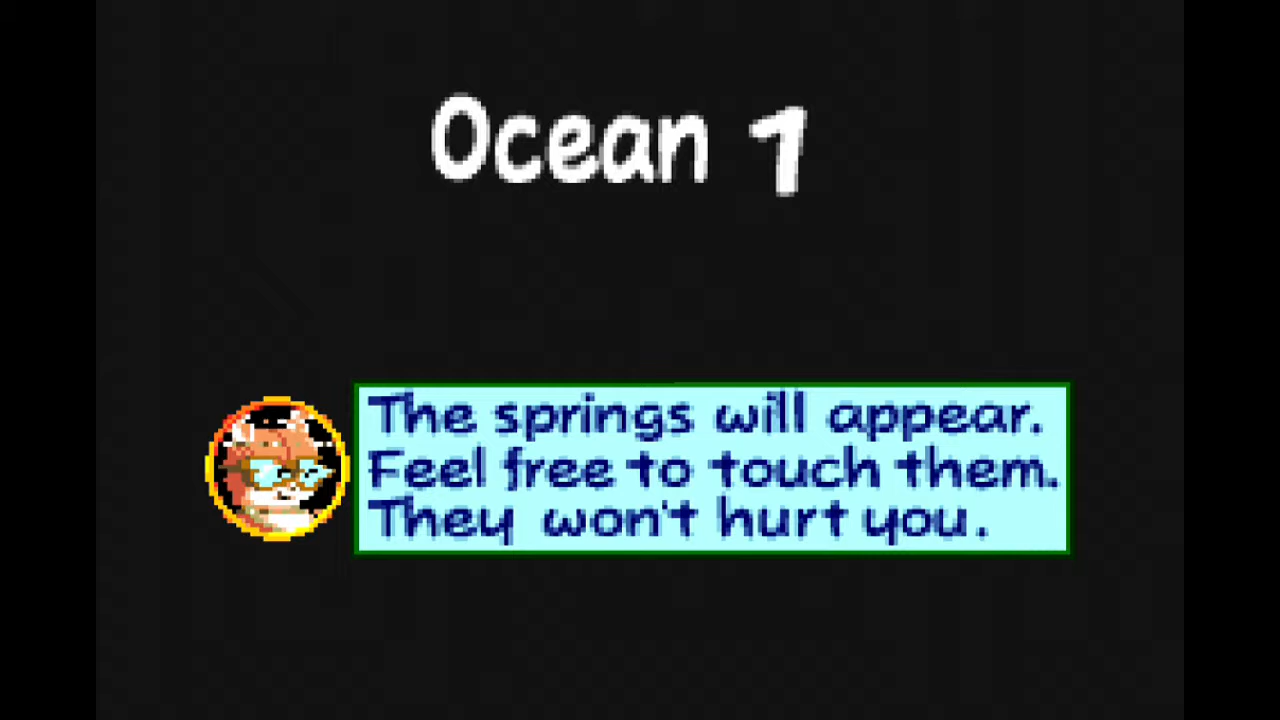 Ocean 1
The springs will appear.
Feel free to touch them.
They won't hurt you.